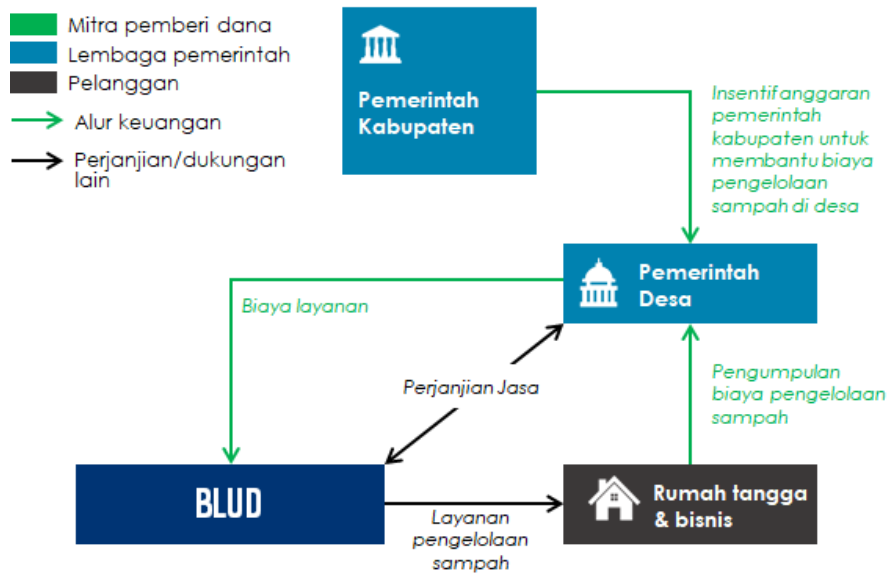 Mitra pemberi dana
Lembaga pemerintah
Pelanggan
Alur keuangan
Perjanjian/dukungan
lain
Pemerintah
Kabupaten
Insentif anggaran
pemerintah
kabupaten untuk
membantu biaya
pengelolaan
sampah di desa
Pemerintah
Desa
Biaya layanan
Perjanjian Jasa
Pengumpulan
biaya pengelolaan
sampah
BLUD
Layanan
pengelolaan
sampah
Rumah tangga
& bisnis